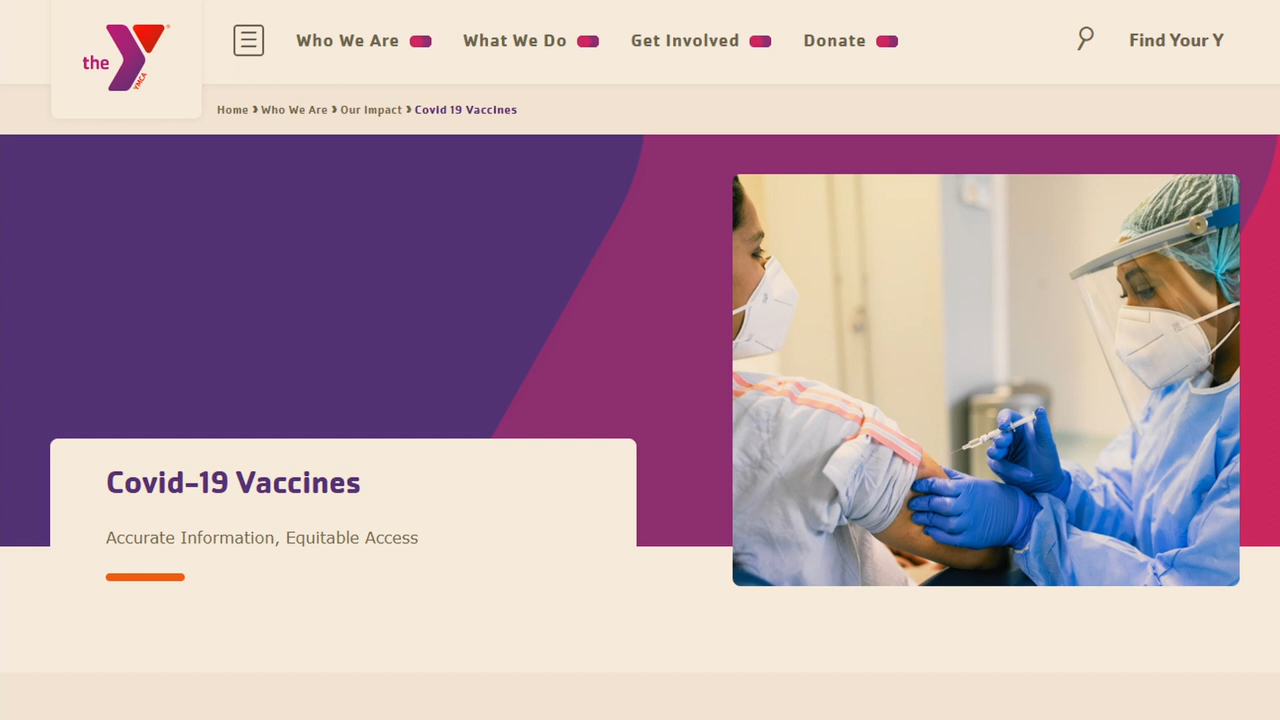 the
YMCA
Who We Are
What We Do
Get Involved
Donate
Find Your Y
Home › Who We Are › Our Impact › Covid 19 Vaccines
Covid-19 Vaccines
Accurate Information, Equitable Access